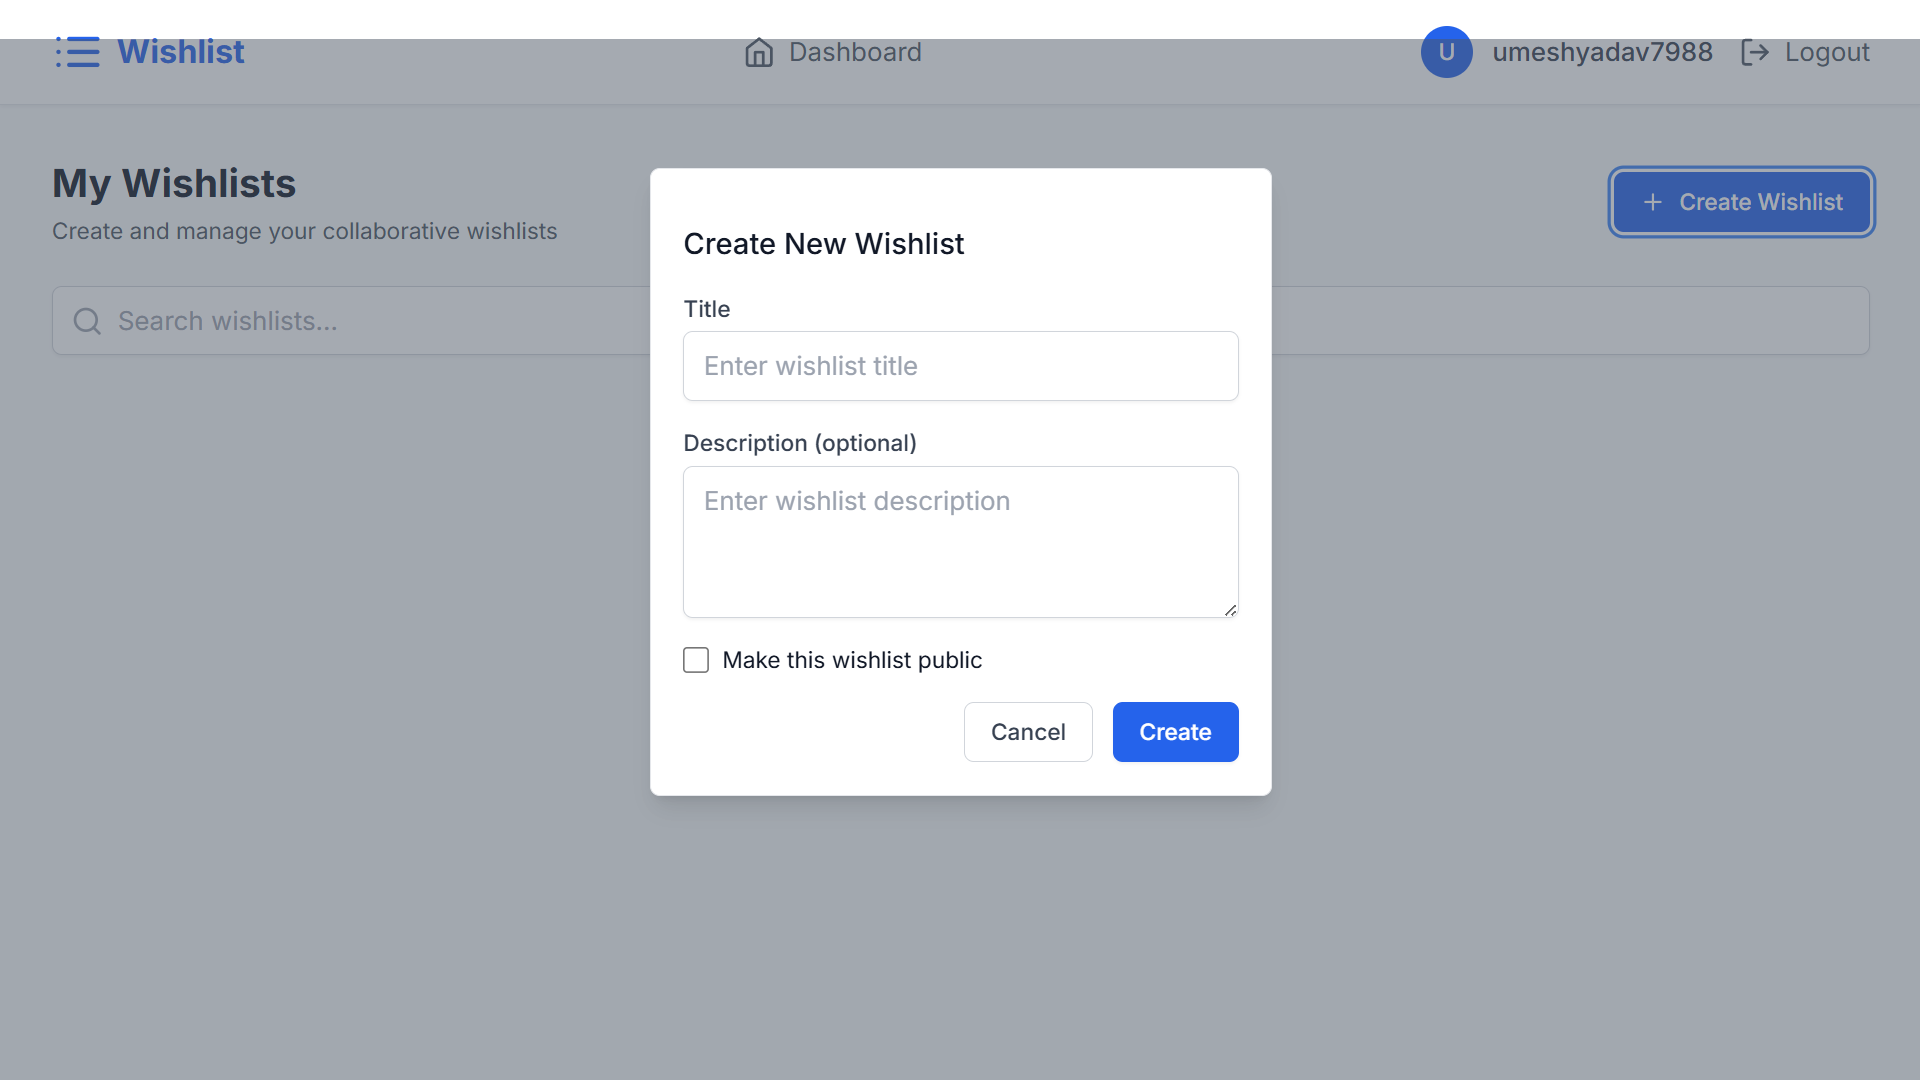 Wishlist
Dashboard
U
umeshyadav7988
Logout
My Wishlists
Create and manage your collaborative wishlists
Create Wishlist
Search wishlists...
Create New Wishlist
Title
Enter wishlist title
Description (optional)
Enter wishlist description
Make this wishlist public
Cancel
Create